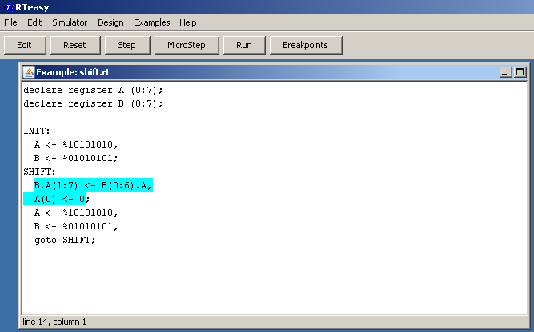 RTeasy
File Edit Simulator Design Examples Help
Edit Reset Step MicroStep Run Breakpoints
Example: shift.rt
declare register A (0:7);
declare register B (0:7);
INIT:
A <- %10101010,
B <- %01010101;
SHIFT:
B.A(1:7) <- B(0:6).A,
A(0) <- 0;
A <- %10101010,
B <- %01010101,
goto SHIFT;
line 14, column 1